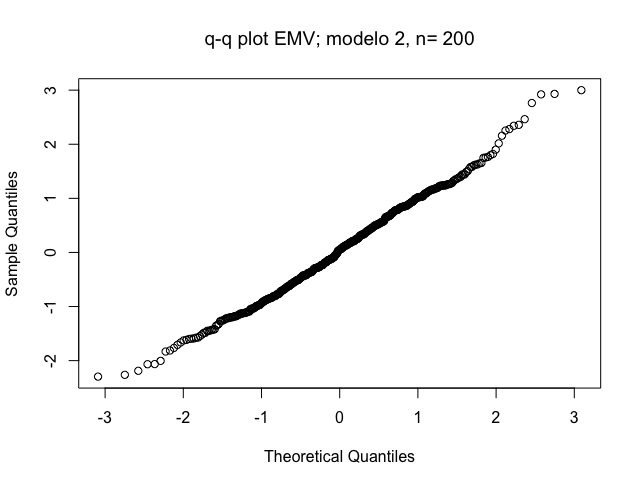 q-q plot EMV; modelo 2, n= 200
Sample Quantiles
3
2
1
0
-1
-2
-3 -2 -1 0 1 2 3
Theoretical Quantiles